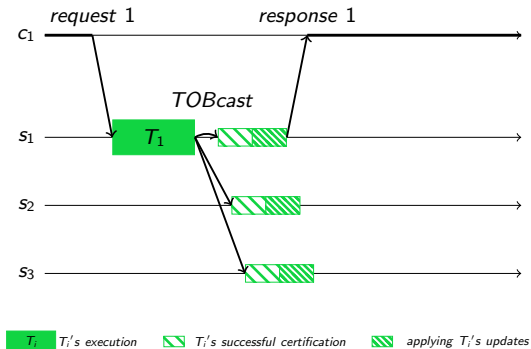 request 1
response 1
c1
TOBcast
s1
T1
s2
s3
Ti Ti's execution
Ti's successful certification
applying Ti's updates